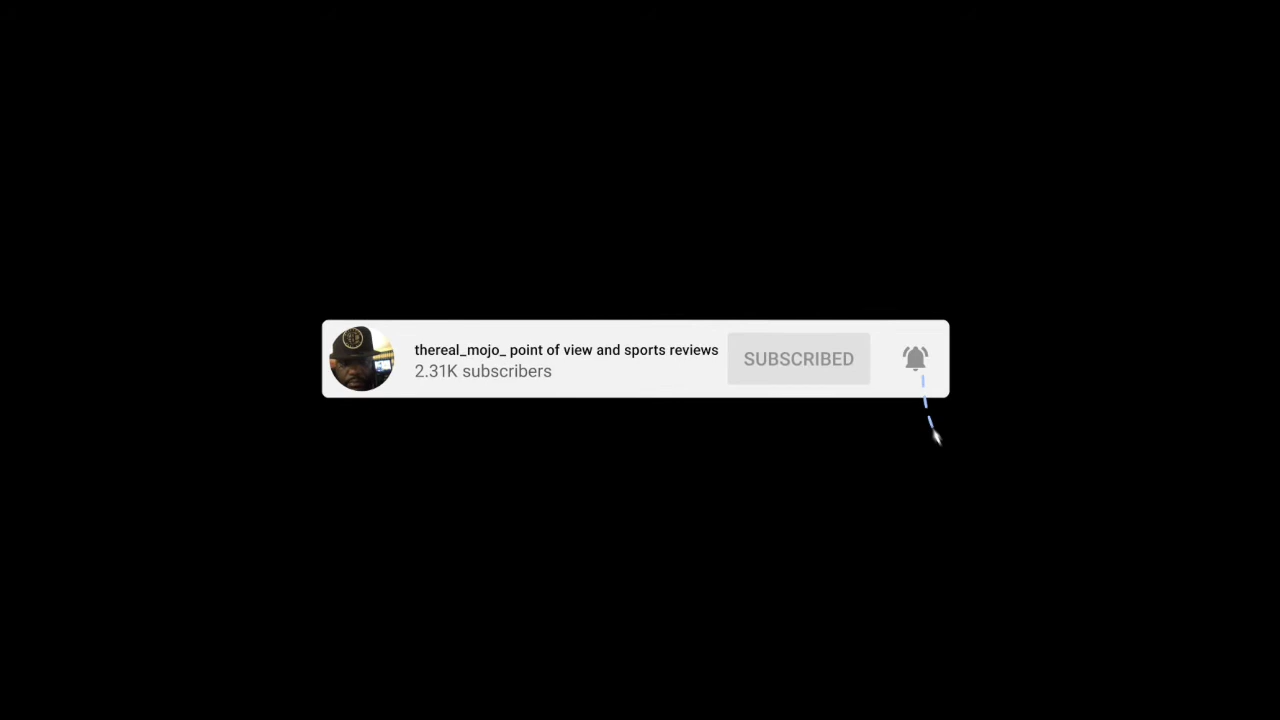 thereal_mojo_ point of view and sports reviews
2.31K subscribers
SUBSCRIBED